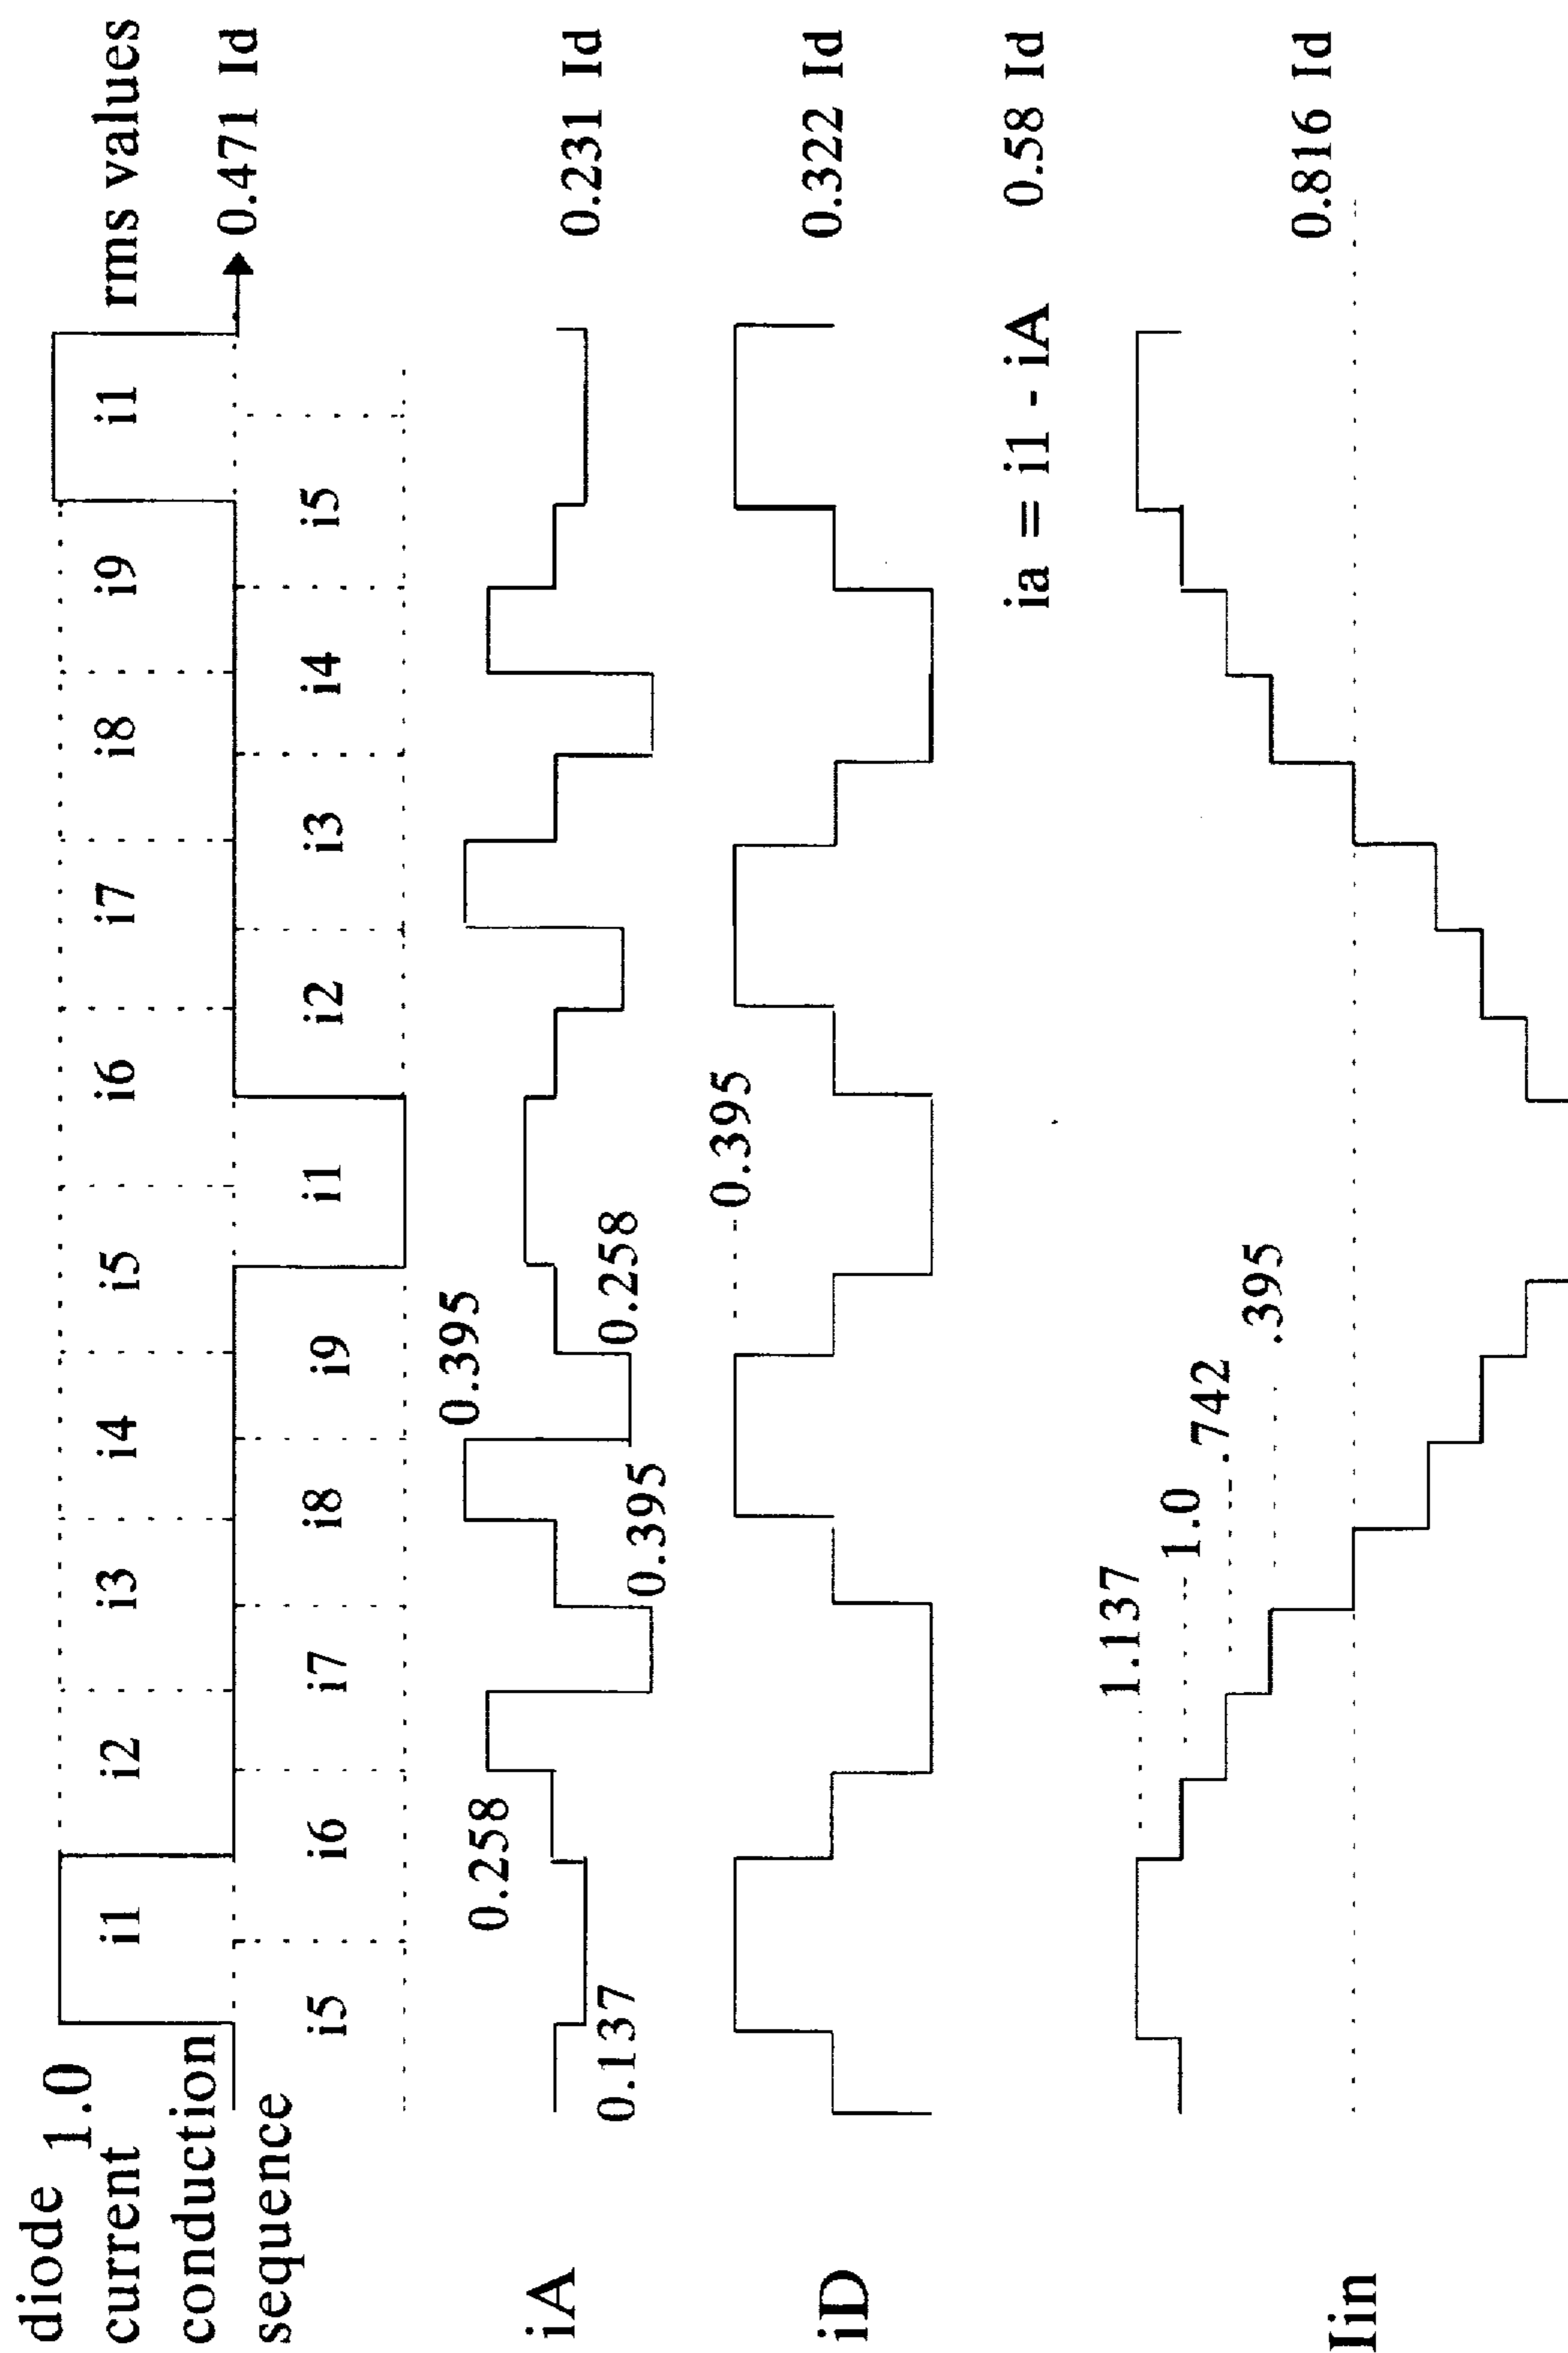 diode 1.0
current
conduction
sequence
rms values
i1 i2 i3 i4 i5 i6 i7 i8 i9 i1
0.471 Id
i5 i6 i7 i8 i9 i1 i2 i3 i4 i5
iA
0.137
0.258
0.395
0.395
0.258
0.231 Id
iD
0.395
0.322 Id
ia = i1 - iA 0.58 Id
Iin
1.137
1.0
.742
.395
0.816 Id